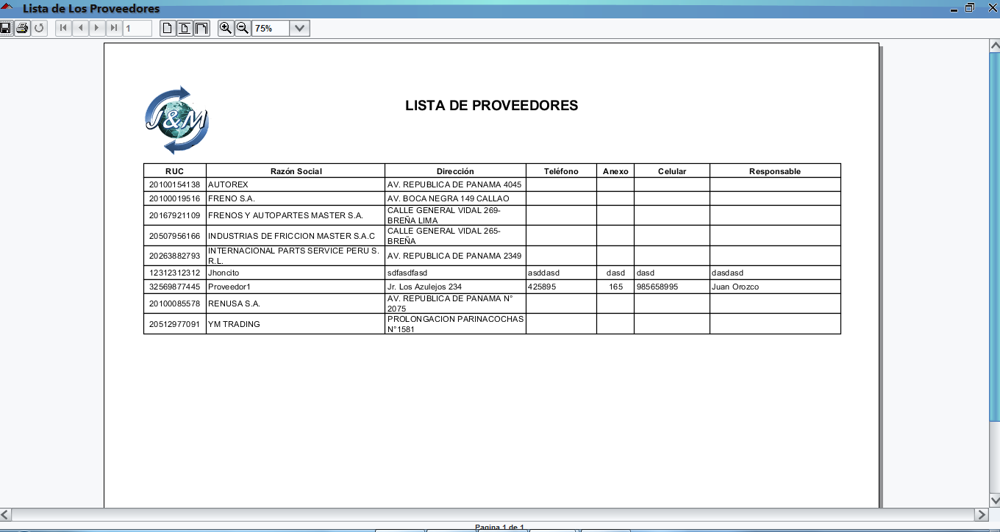 Lista de Los Proveedores
1
75%
J&M
LISTA DE PROVEEDORES
RUC Razón Social Dirección Teléfono Anexo Celular Responsable
20100154138 AUTOREX AV. REPUBLICA DE PANAMA 4045
20100019516 FRENO S.A. AV. BOCA NEGRA 149 CALLAO
20167921109 FRENOS Y AUTOPARTES MASTER S.A. CALLE GENERAL VIDAL 269-
BREÑA LIMA
20507956166 INDUSTRIAS DE FRICCION MASTER S.A.C CALLE GENERAL VIDAL 265-
BREÑA
20263882793 INTERNACIONAL PARTS SERVICE PERU S.
R.L. AV. REPUBLICA DE PANAMA 2349
12312312312 Jhoncito sdfasdfasd asddasd dasd dasd dasdasd
32569877445 Proveedor1 Jr. Los Azulejos 234 425895 165 985658995 Juan Orozco
20100085578 RENUSA S.A. AV. REPUBLICA DE PANAMA N°
2075
20512977091 YM TRADING PROLONGACION PARINACOCHAS
N°1581
Pagina 1 de 1